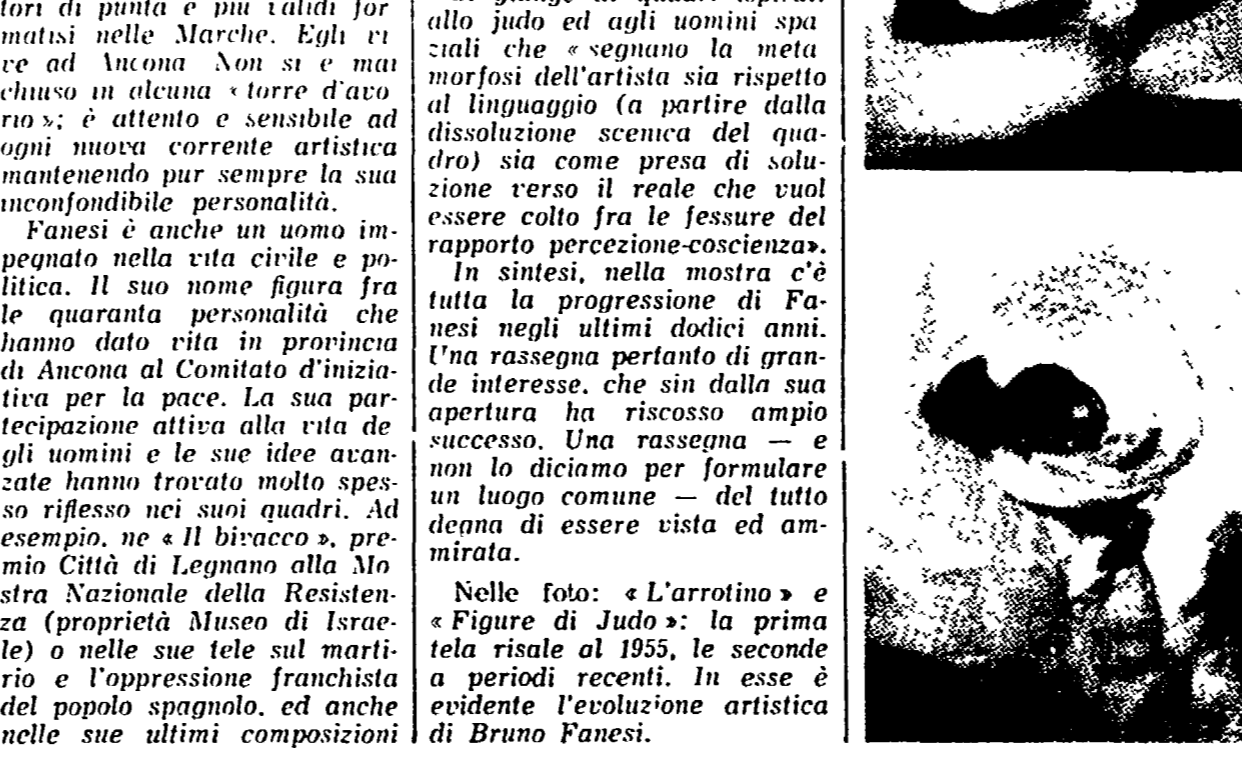 tori di punta e più validi for
matisi nelle Marche. Egli vi
ve ad Ancona Non si e mai
chiuso in alcuna « torre d'avo
rio »; è attento e sensibile ad
ogni nuova corrente artistica
mantenendo pur sempre la sua
inconfondibile personalità.
Fanesi è anche un uomo im-
pegnato nella vita civile e po-
litica. Il suo nome figura fra
le quaranta personalità che
hanno dato vita in provincia
di Ancona al Comitato d'inizia-
tiva per la pace. La sua par-
tecipazione attiva alla vita de
gli uomini e le sue idee avan-
zate hanno trovato molto spes-
so riflesso nei suoi quadri. Ad
esempio. ne « Il bivacco », pre-
mio Città di Legnano alla Mo
stra Nazionale della Resisten-
za (proprietà Museo di Israe-
le) o nelle sue tele sul marti-
rio e l'oppressione franchista
del popolo spagnolo. ed anche
nelle sue ultimi composizioni
allo judo ed agli uomini spa
ziali che « segnano la meta
morfosi dell'artista sia rispetto
al linguaggio (a partire dalla
dissoluzione scenica del qua-
dro) sia come presa di solu-
zione verso il reale che vuol
essere colto fra le fessure del
rapporto percezione-coscienza».
In sintesi, nella mostra c'è
tutta la progressione di Fa-
nesi negli ultimi dodici anni.
Una rassegna pertanto di gran-
de interesse. che sin dalla sua
apertura ha riscosso ampio
successo. Una rassegna — e
non lo diciamo per formulare
un luogo comune — del tutto
degna di essere vista ed am-
mirata.
Nelle foto: « L'arrotino » e
« Figure di Judo »: la prima
tela risale al 1955, le seconde
a periodi recenti. In esse è
evidente l'evoluzione artistica
di Bruno Fanesi.